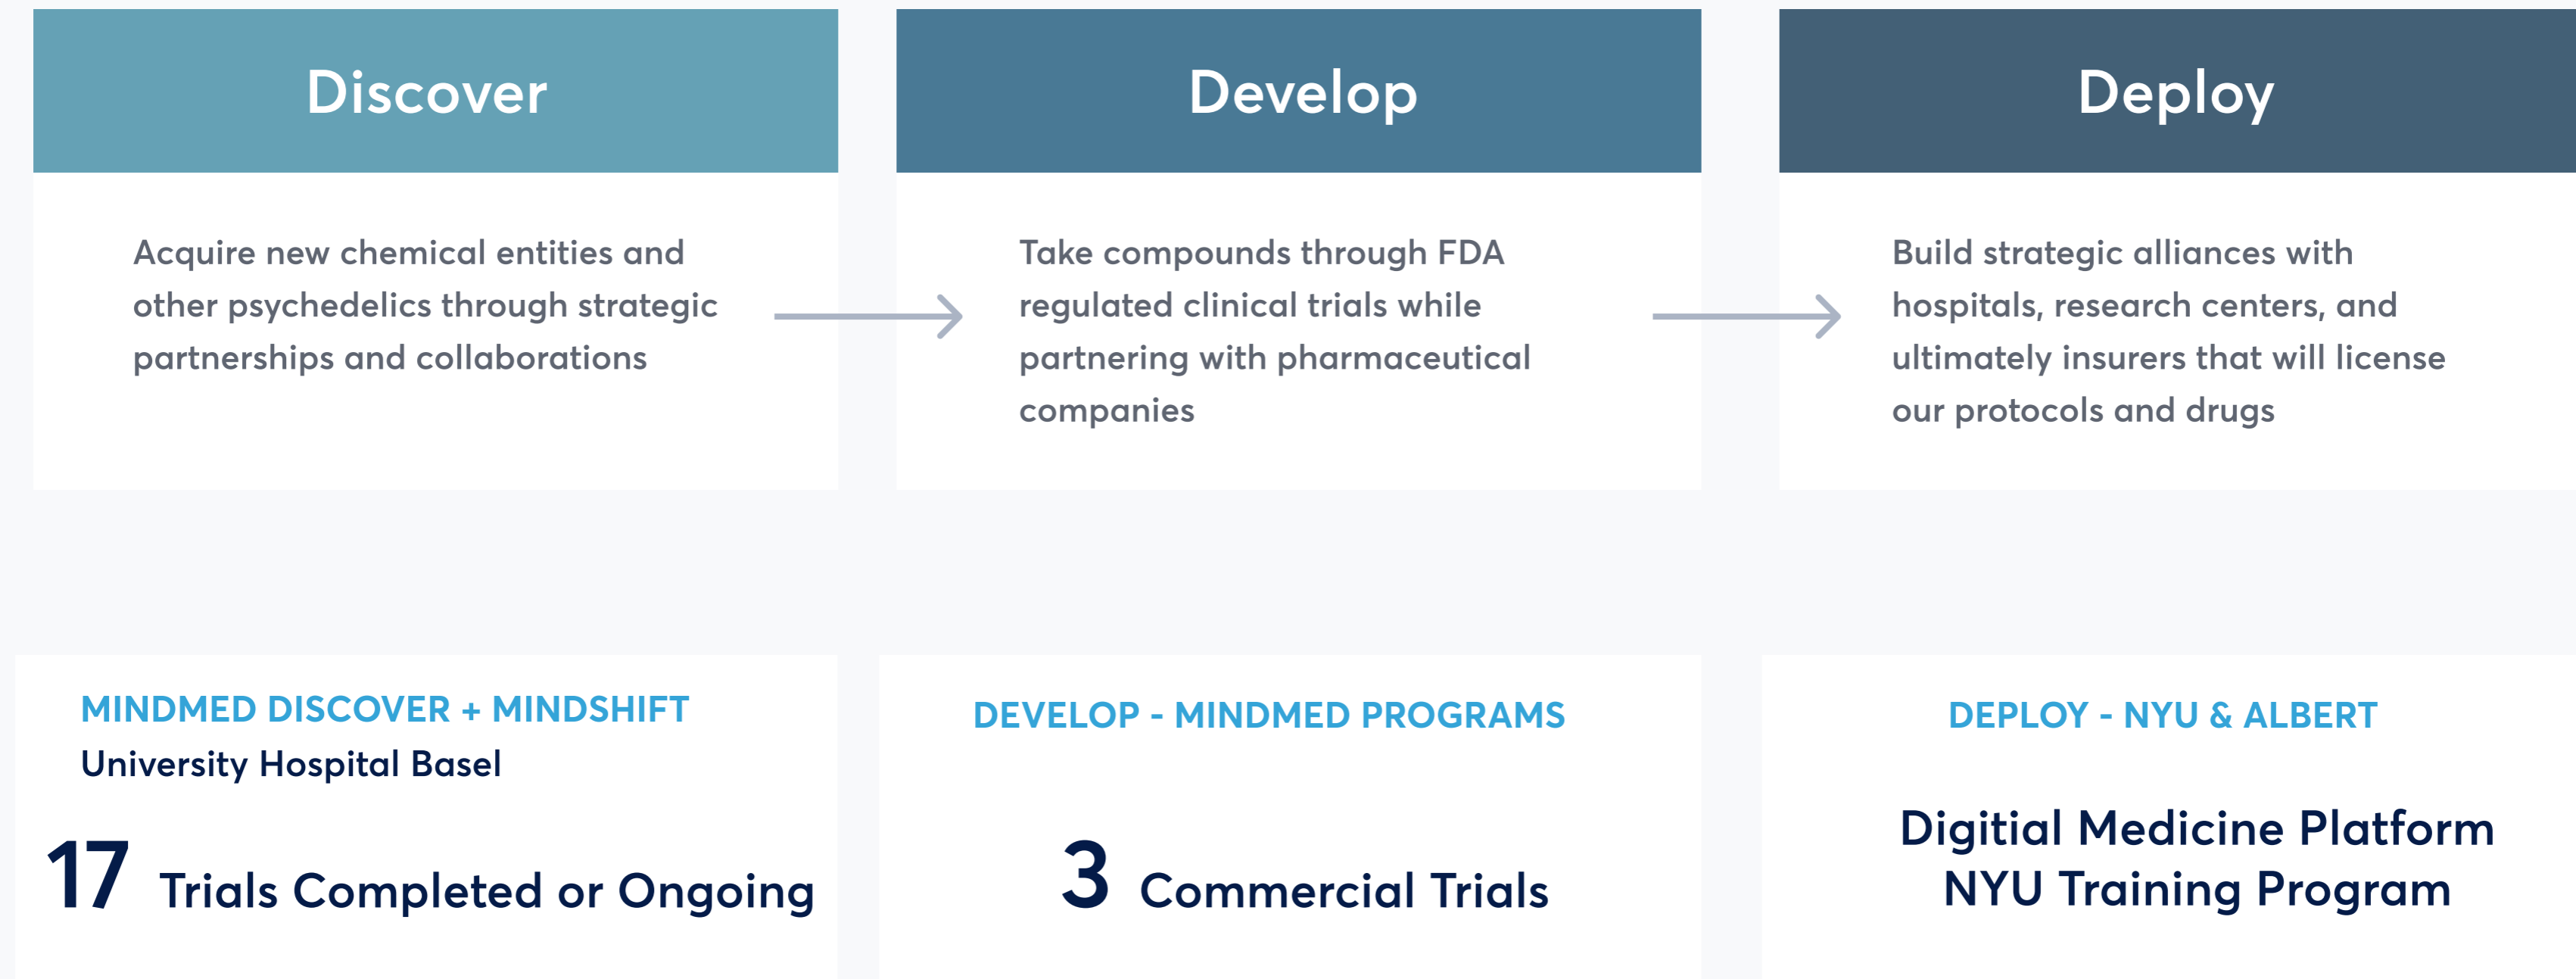 Discover
Acquire new chemical entities and
other psychedelics through strategic
partnerships and collaborations
Develop
Take compounds through FDA
regulated clinical trials while
partnering with pharmaceutical
companies
Deploy
Build strategic alliances with
hospitals, research centers, and
ultimately insurers that will license
our protocols and drugs
MINDMED DISCOVER + MINDSHIFT
University Hospital Basel
17 Trials Completed or Ongoing
DEVELOP - MINDMED PROGRAMS
3 Commercial Trials
DEPLOY - NYU & ALBERT
Digitial Medicine Platform
NYU Training Program